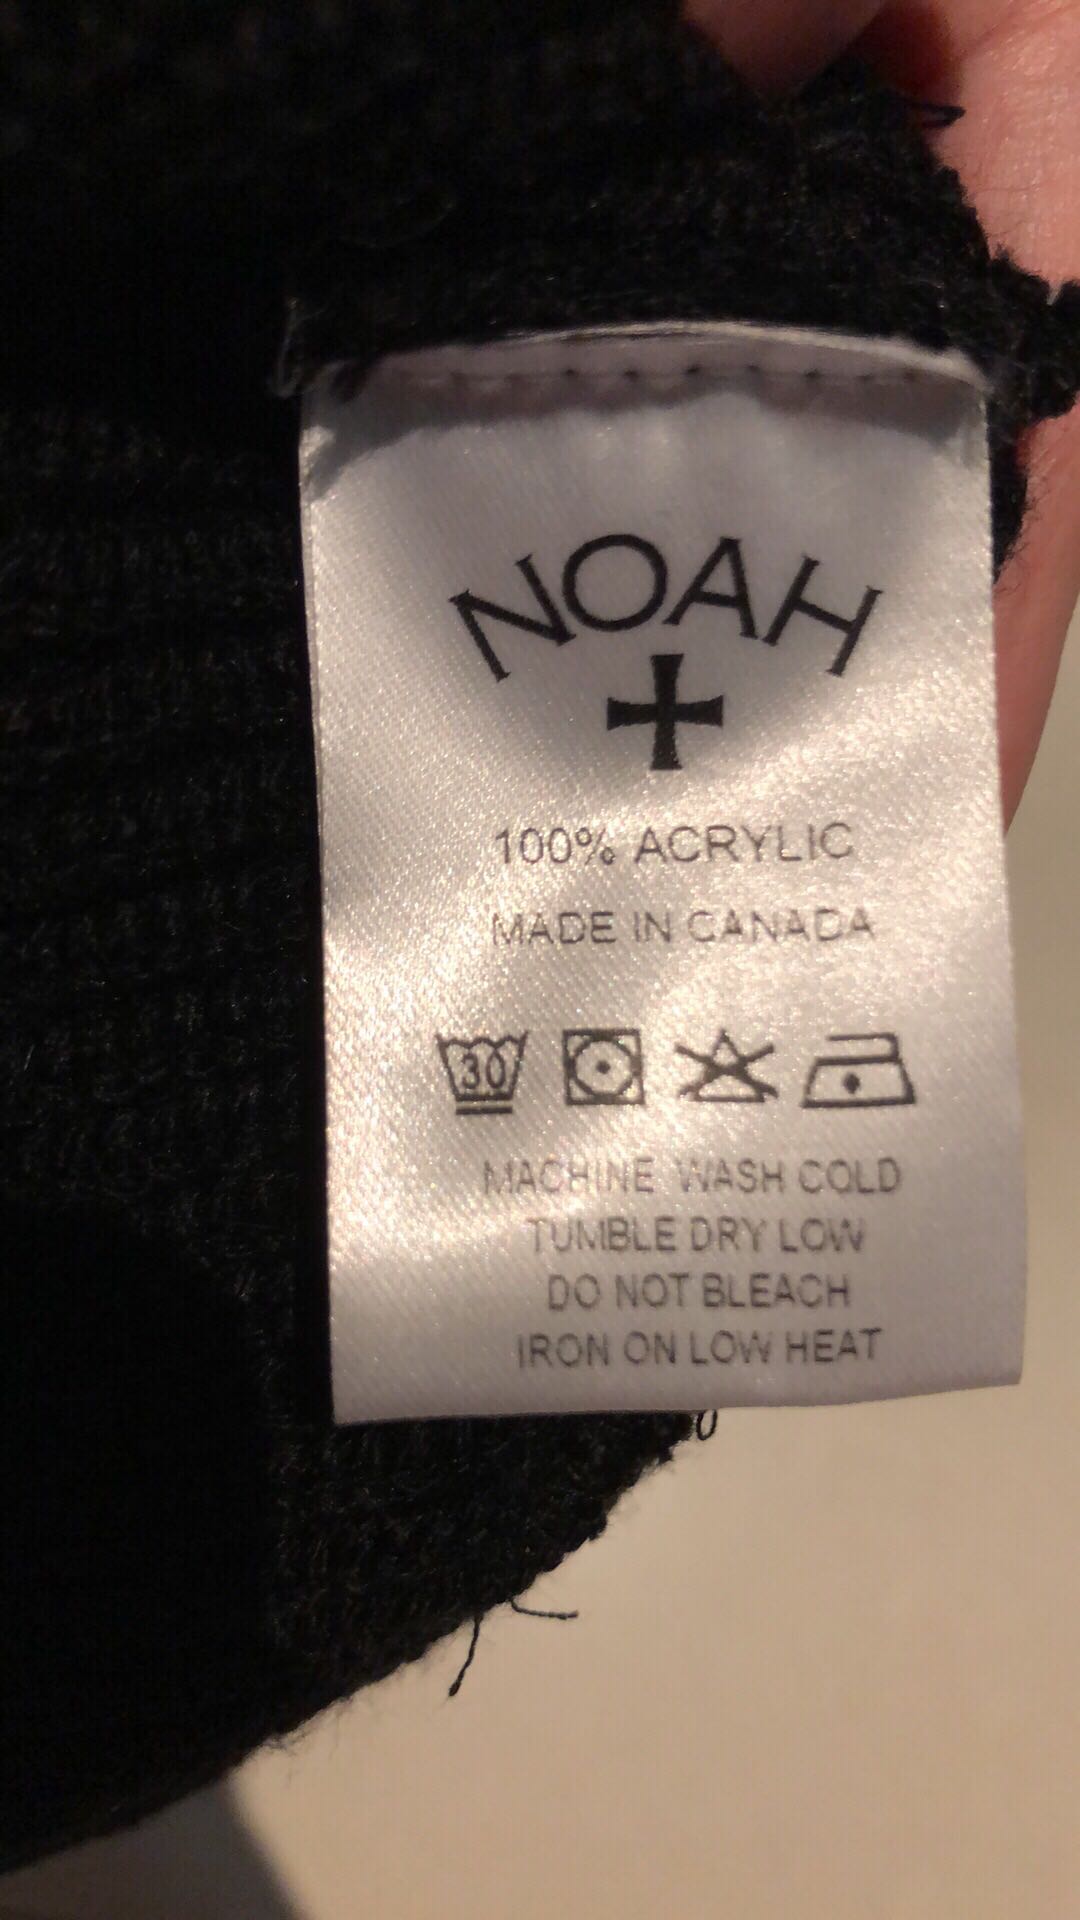 NOAH
100% ACRYLIC
MADE IN CANADA
30
MACHINE WASH COLD
TUMBLE DRY LOW
DO NOT BLEACH
IRON ON LOW HEAT